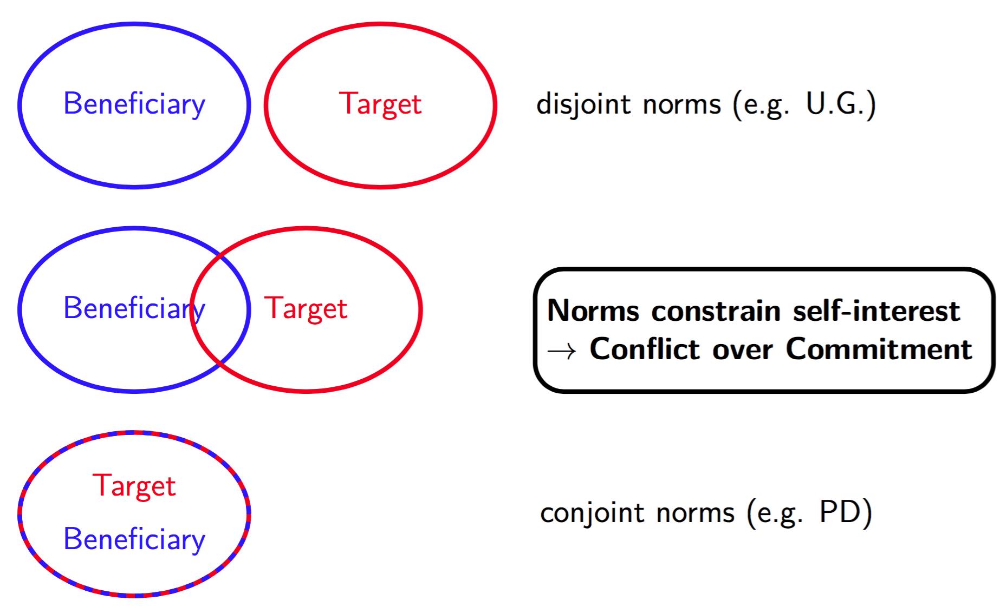 Beneficiary Target disjoint norms (e.g. U.G.)
Beneficiary Target
Norms constrain self-interest
→ Conflict over Commitment
Target
Beneficiary
conjoint norms (e.g. PD)